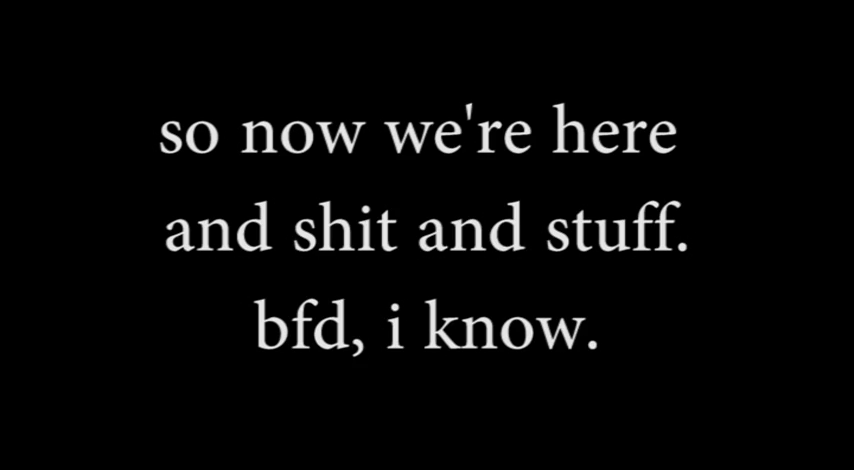 so now we're here
and shit and stuff.
bfd, i know.